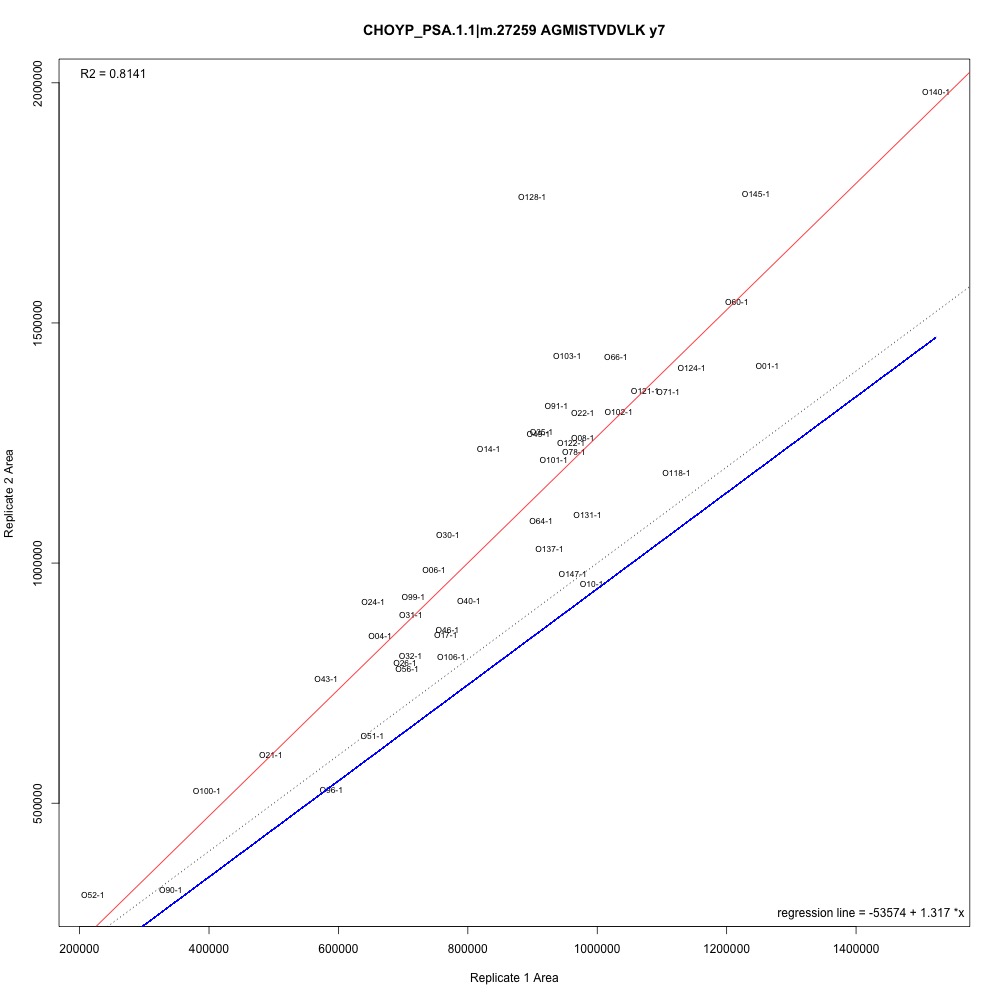 CHOYP_PSA.1.1|m.27259 AGMISTVDVLK y7
R2 = 0.8141
2000000
1500000
1000000
500000
Replicate 2 Area
O140-1
O128-1
O145-1
O60-1
O103-1
O66-1
O124-1
O01-1
O121-1
O71-1
O91-1
O22-1
O102-1
O35-1
O08-1
O122-1
O14-1
O78-1
O101-1
O118-1
O131-1
O64-1
O30-1
O137-1
O147-1
O06-1
O10-1
O99-1
O24-1
O40-1
O31-1
O46-1
O17-1
O04-1
O32-1
O106-1
O26-1
O56-1
O43-1
O51-1
O21-1
O100-1
O96-1
O90-1
O52-1
regression line = -53574 + 1.317 *x
200000
400000
600000
800000
1000000
1200000
1400000
Replicate 1 Area